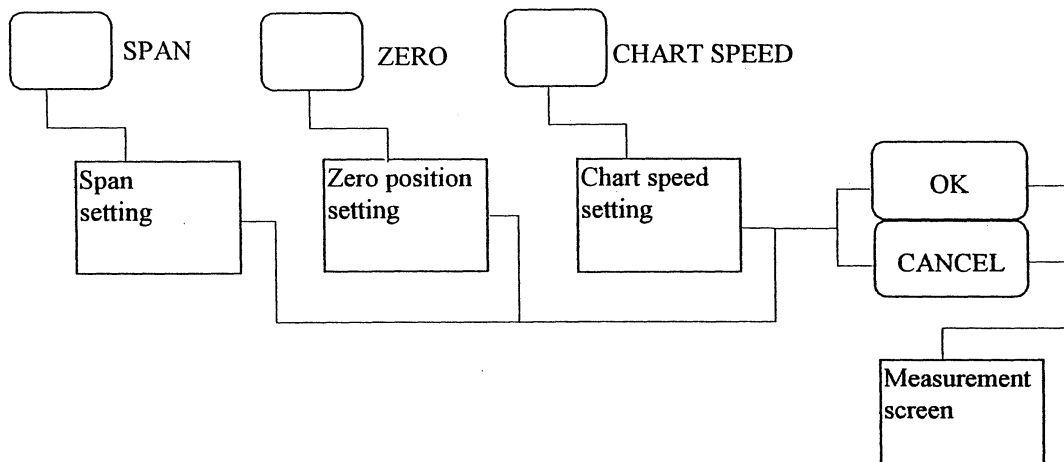 SPAN
ZERO
CHART SPEED
Span
setting
Zero position
setting
Chart speed
setting
OK
CANCEL
Measurement
screen